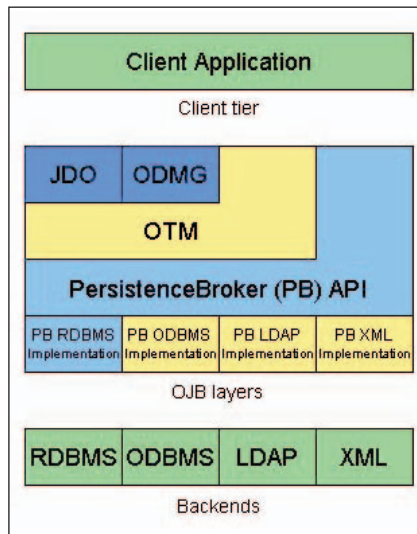 Client Application
Client tier
JDO ODMG
OTM
PersistenceBroker (PB) API
PB RDBMS PB ODBMS PB LDAP PB XML
Implementation Implementation Implementation Implementation
OJB layers
RDBMS ODBMS LDAP XML
Backends